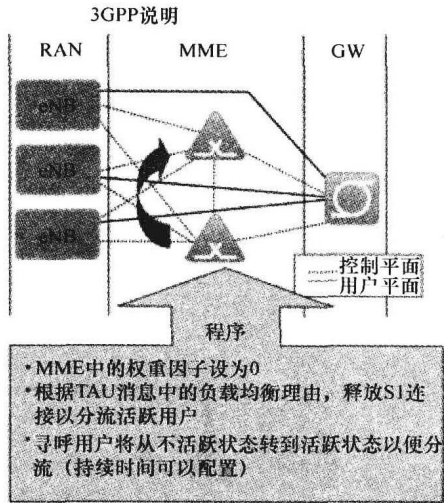 3GPP说明
RAN
MME
GW
eNB
eNB
eNB
控制平面
用户平面
程序
•MME中的权重因子设为0
•根据TAU消息中的负载均衡理由，释放S1连
接以分流活跃用户
•寻呼用户将从不活跃状态转到活跃状态以便分
流（持续时间可以配置）